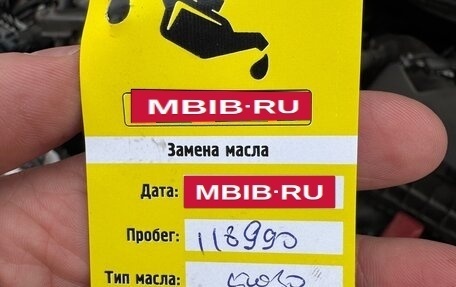 MBIB·RU
Замена масла
Дата: MBIB·RU
Пробег: 118990
Тип масла: